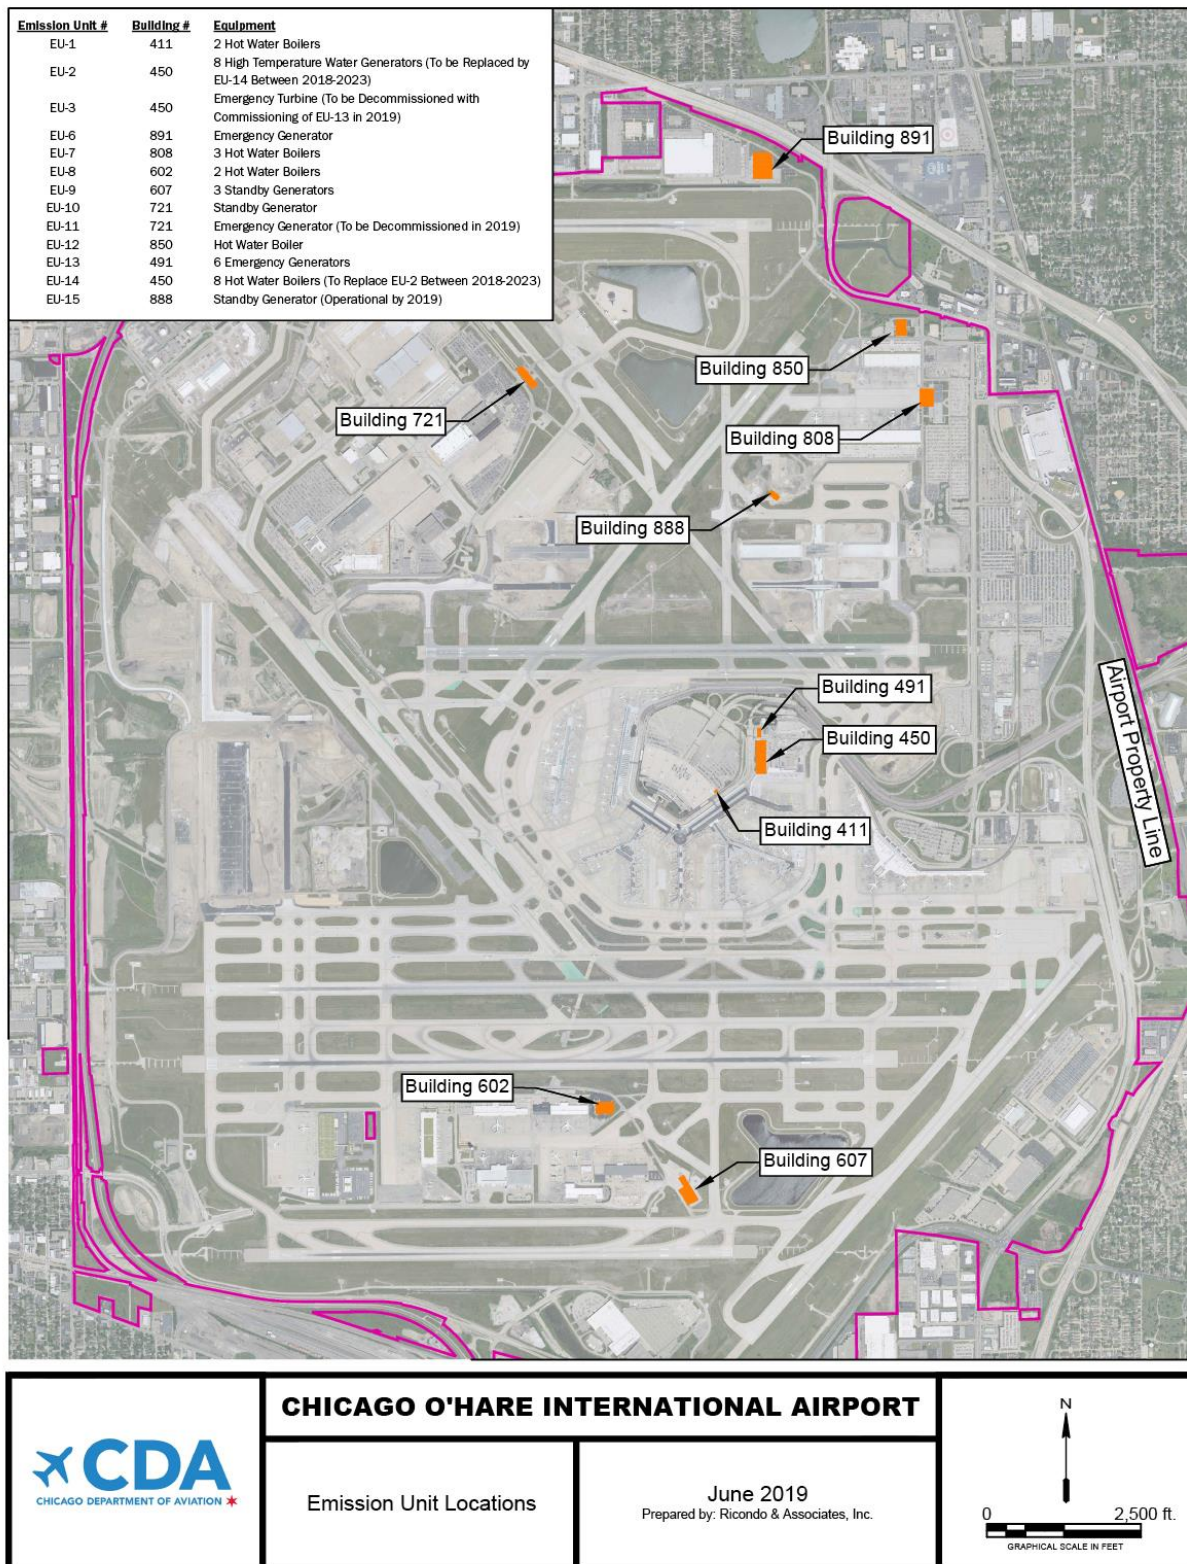 Emission Unit # Building # Equipment
EU-1 411 2 Hot Water Boilers
EU-2 450 8 High Temperature Water Generators (To be Replaced by
EU-14 Between 2018-2023)
EU-3 450 Emergency Turbine (To be Decommissioned with
Commissioning of EU-13 in 2019)
EU-6 891 Emergency Generator
EU-7 808 3 Hot Water Boilers
EU-8 602 2 Hot Water Boilers
EU-9 607 3 Standby Generators
EU-10 721 Standby Generator
EU-11 721 Emergency Generator (To be Decommissioned in 2019)
EU-12 850 Hot Water Boiler
EU-13 491 6 Emergency Generators
EU-14 450 8 Hot Water Boilers (To Replace EU-2 Between 2018-2023)
EU-15 888 Standby Generator (Operational by 2019)
Building 891
Building 850
Building 721
Building 808
Building 888
Building 491
Building 450
Building 411
Airport Property Line
Building 602
Building 607
CDA
CHICAGO DEPARTMENT OF AVIATION
CHICAGO O'HARE INTERNATIONAL AIRPORT
Emission Unit Locations
June 2019
Prepared by: Ricondo & Associates, Inc.
N
0 2,500 ft.
GRAPHICAL SCALE IN FEET